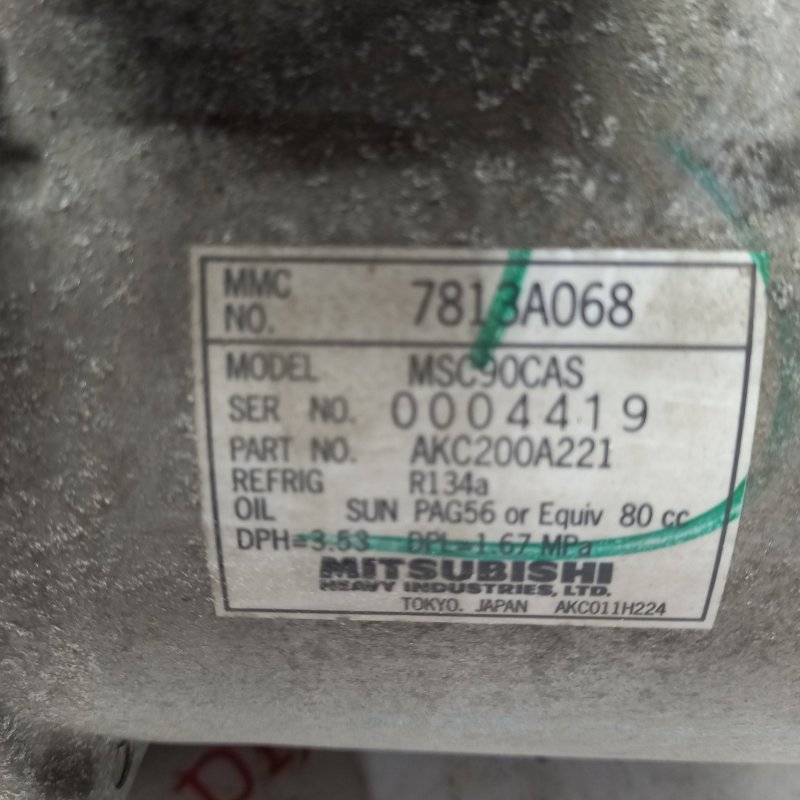 MMC NO. 7813A068
MODEL MSC90CAS
SER NO. 0004419
PART NO. AKC200A221
REFRIG R134a
OIL SUN PAG56 or Equiv 80 cc
DPH=3.53 DPL=1.67 MPa
MITSUBISHI
HEAVY INDUSTRIES, LTD.
TOKYO. JAPAN AKC011H224